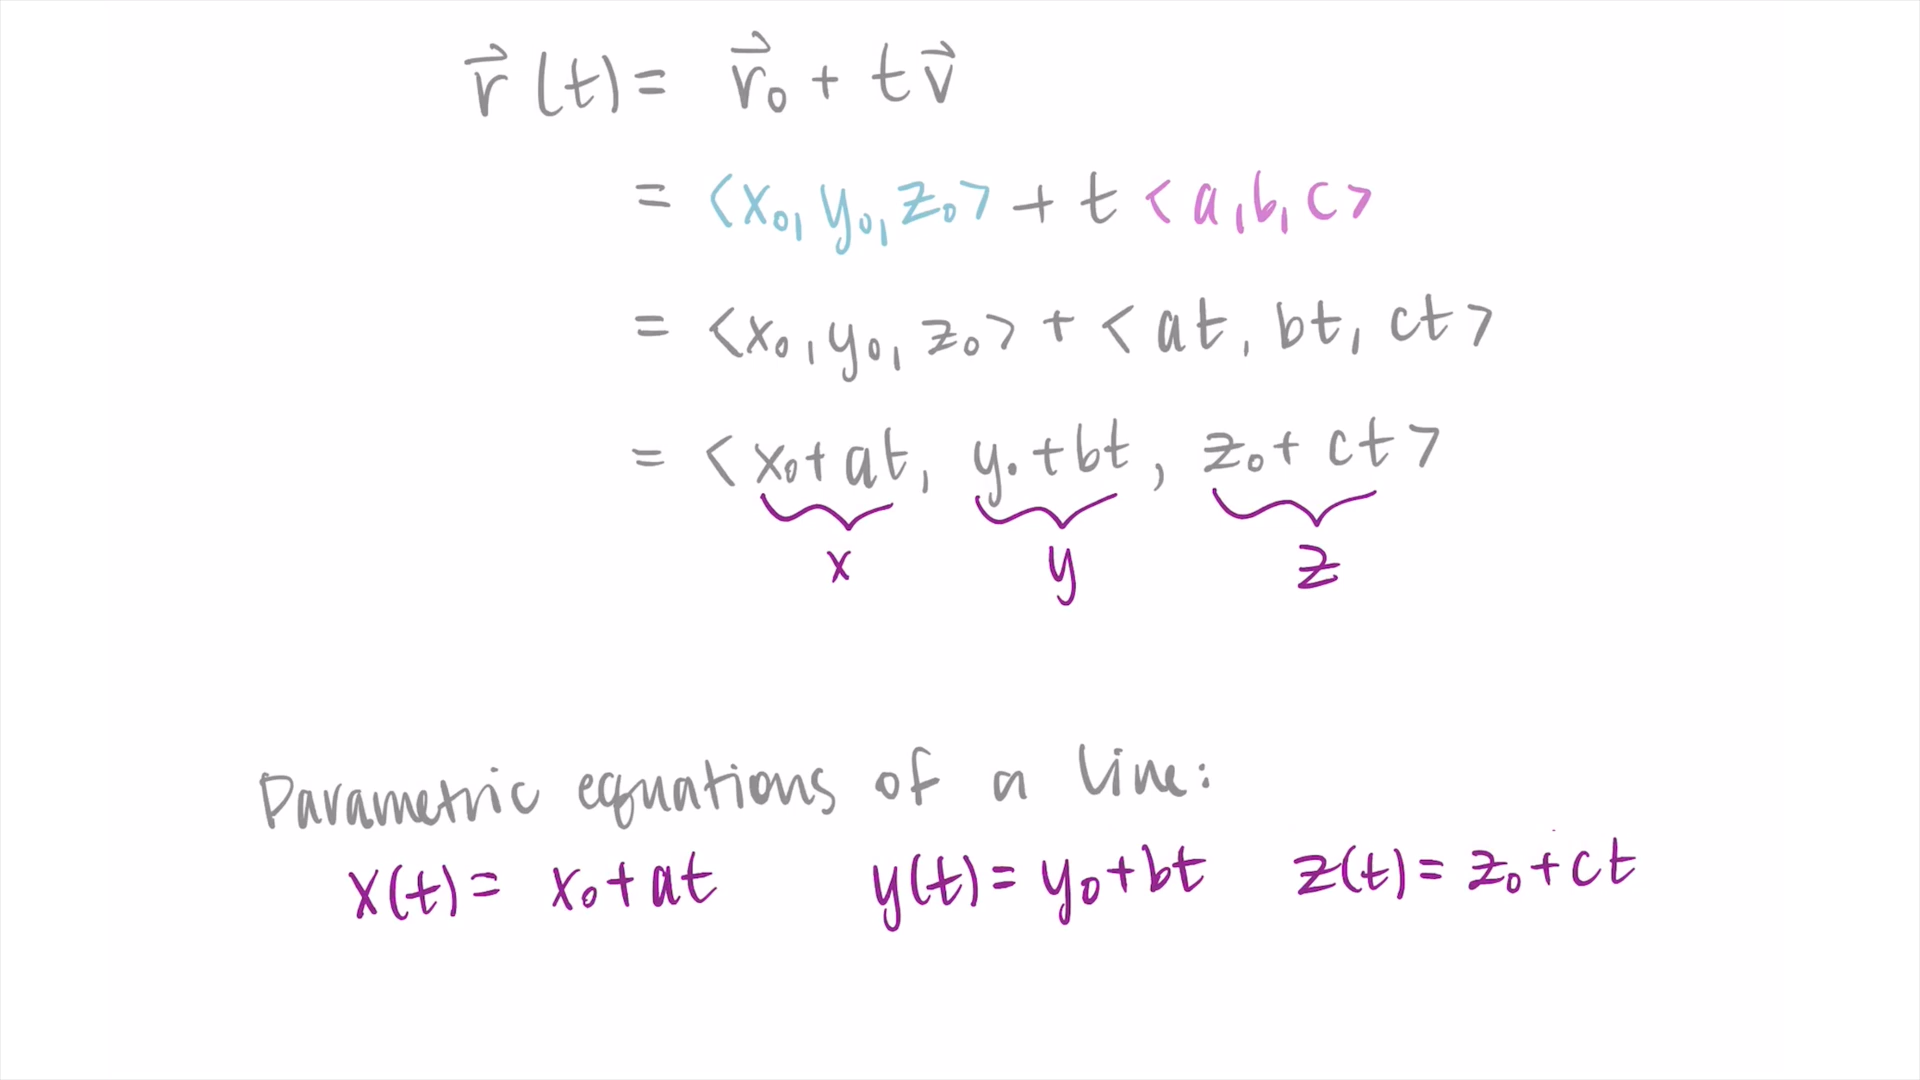 r⃗(t) = r⃗₀ + t v⃗
= <x₀, y₀, z₀> + t <a, b, c>
= <x₀, y₀, z₀> + <at, bt, ct>
= <x₀ + at, y₀ + bt, z₀ + ct>
x y z
Parametric equations of a line:
x(t) = x₀ + at y(t) = y₀ + bt z(t) = z₀ + ct